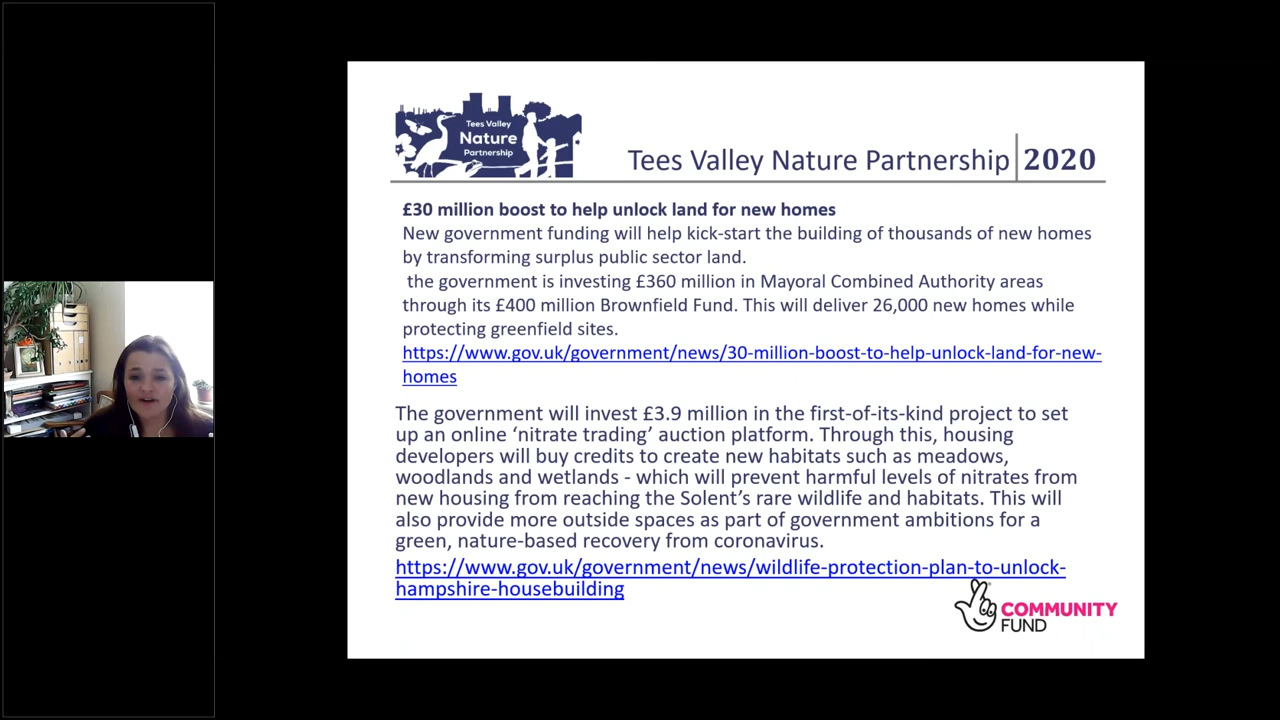 Tees Valley
Nature
Partnership
Tees Valley Nature Partnership 2020
£30 million boost to help unlock land for new homes
New government funding will help kick-start the building of thousands of new homes
by transforming surplus public sector land.
the government is investing £360 million in Mayoral Combined Authority areas
through its £400 million Brownfield Fund. This will deliver 26,000 new homes while
protecting greenfield sites.
https://www.gov.uk/government/news/30-million-boost-to-help-unlock-land-for-new-
homes
The government will invest £3.9 million in the first-of-its-kind project to set
up an online ‘nitrate trading’ auction platform. Through this, housing
developers will buy credits to create new habitats such as meadows,
woodlands and wetlands - which will prevent harmful levels of nitrates from
new housing from reaching the Solent’s rare wildlife and habitats. This will
also provide more outside spaces as part of government ambitions for a
green, nature-based recovery from coronavirus.
https://www.gov.uk/government/news/wildlife-protection-plan-to-unlock-
hampshire-housebuilding
COMMUNITY
FUND